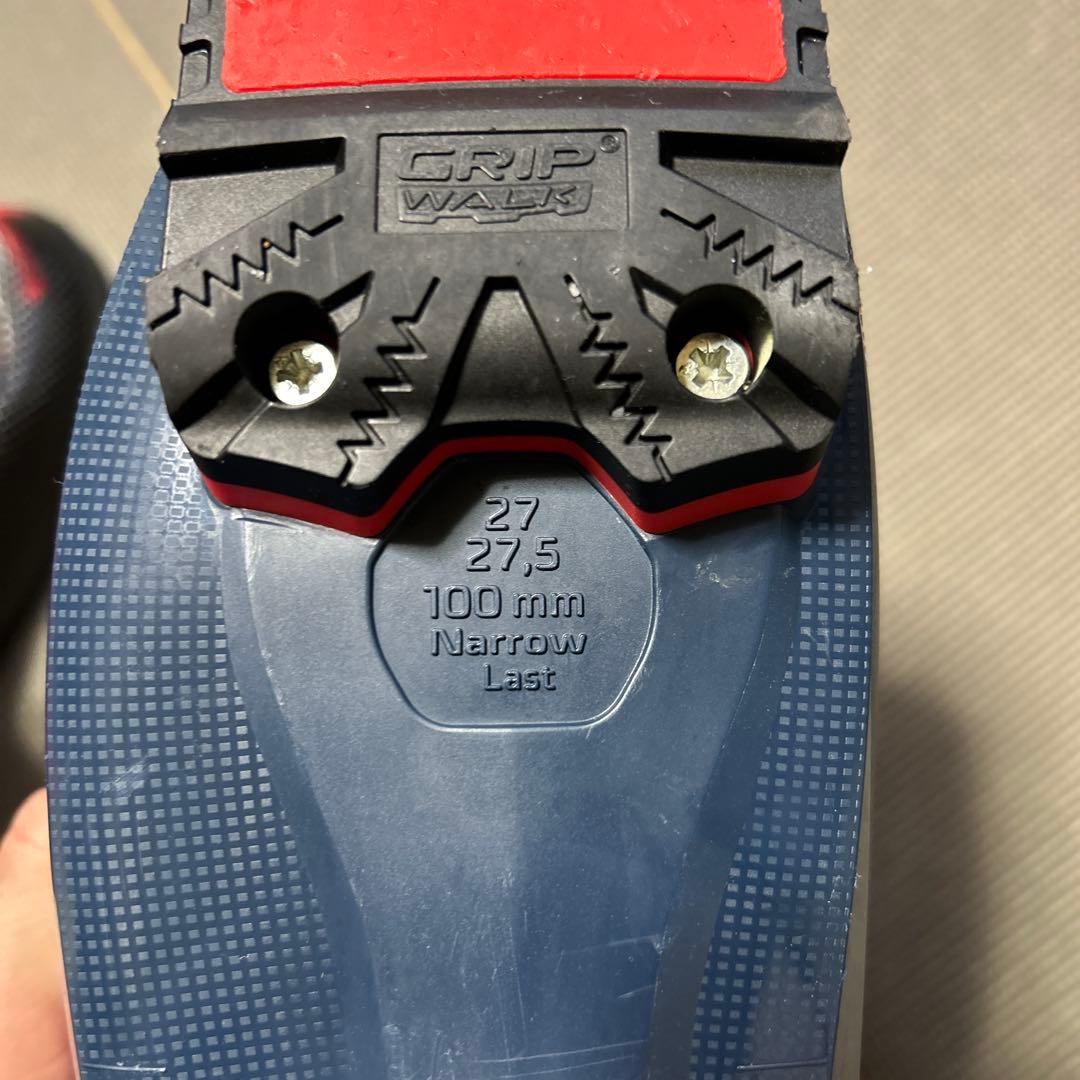 GRIP®
WALK
27
27,5
100 mm
Narrow
Last